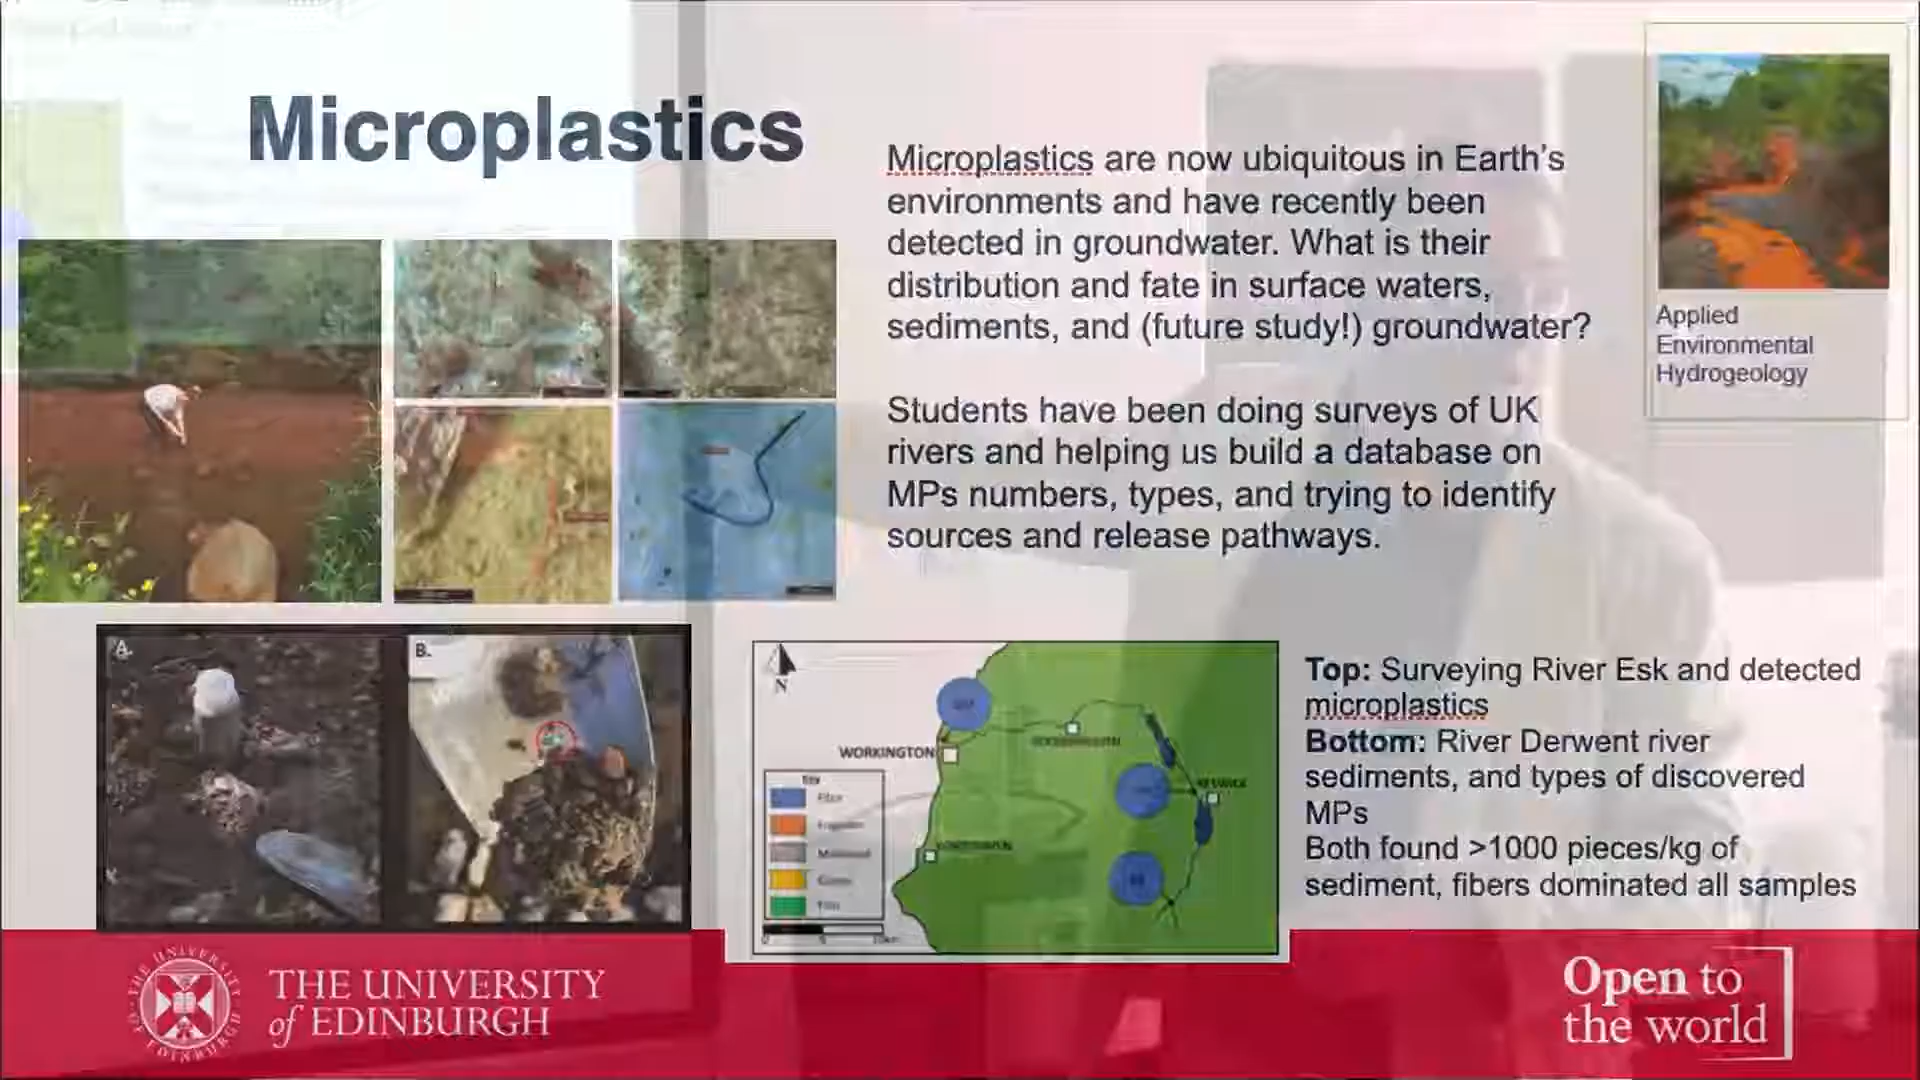 Microplastics
Microplastics are now ubiquitous in Earth's
environments and have recently been
detected in groundwater. What is their
distribution and fate in surface waters,
sediments, and (future study!) groundwater?
Students have been doing surveys of UK
rivers and helping us build a database on
MPs numbers, types, and trying to identify
sources and release pathways.
Applied
Environmental
Hydrogeology
A.
B.
N
WORKINGTON
KESWICK
Top: Surveying River Esk and detected
microplastics
Bottom: River Derwent river
sediments, and types of discovered
MPs
Both found >1000 pieces/kg of
sediment, fibers dominated all samples
THE UNIVERSITY
of EDINBURGH
Open to
the world